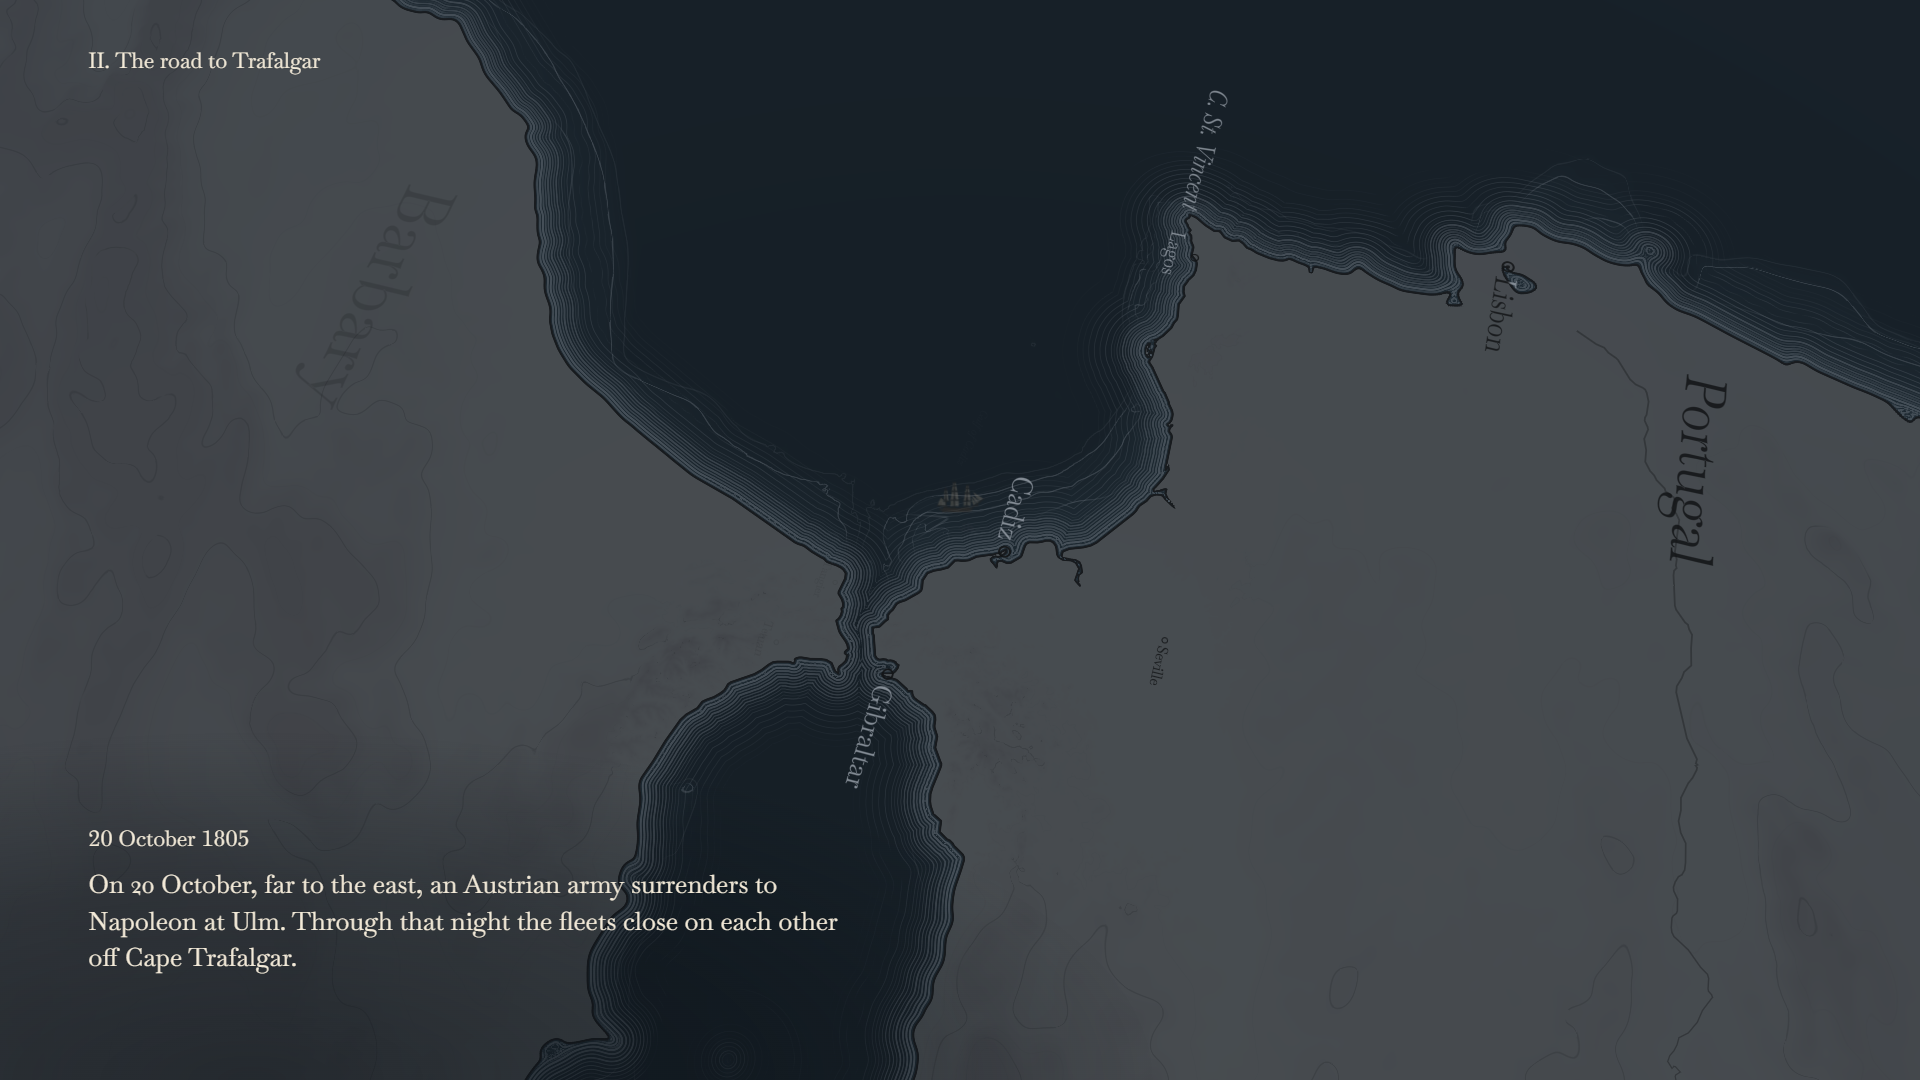 II. The road to Trafalgar
C. St. Vincent
Lagos
Barbary
Lisbon
Portugal
Cadiz
Seville
Gibraltar
20 October 1805
On 20 October, far to the east, an Austrian army surrenders to
Napoleon at Ulm. Through that night the fleets close on each other
off Cape Trafalgar.